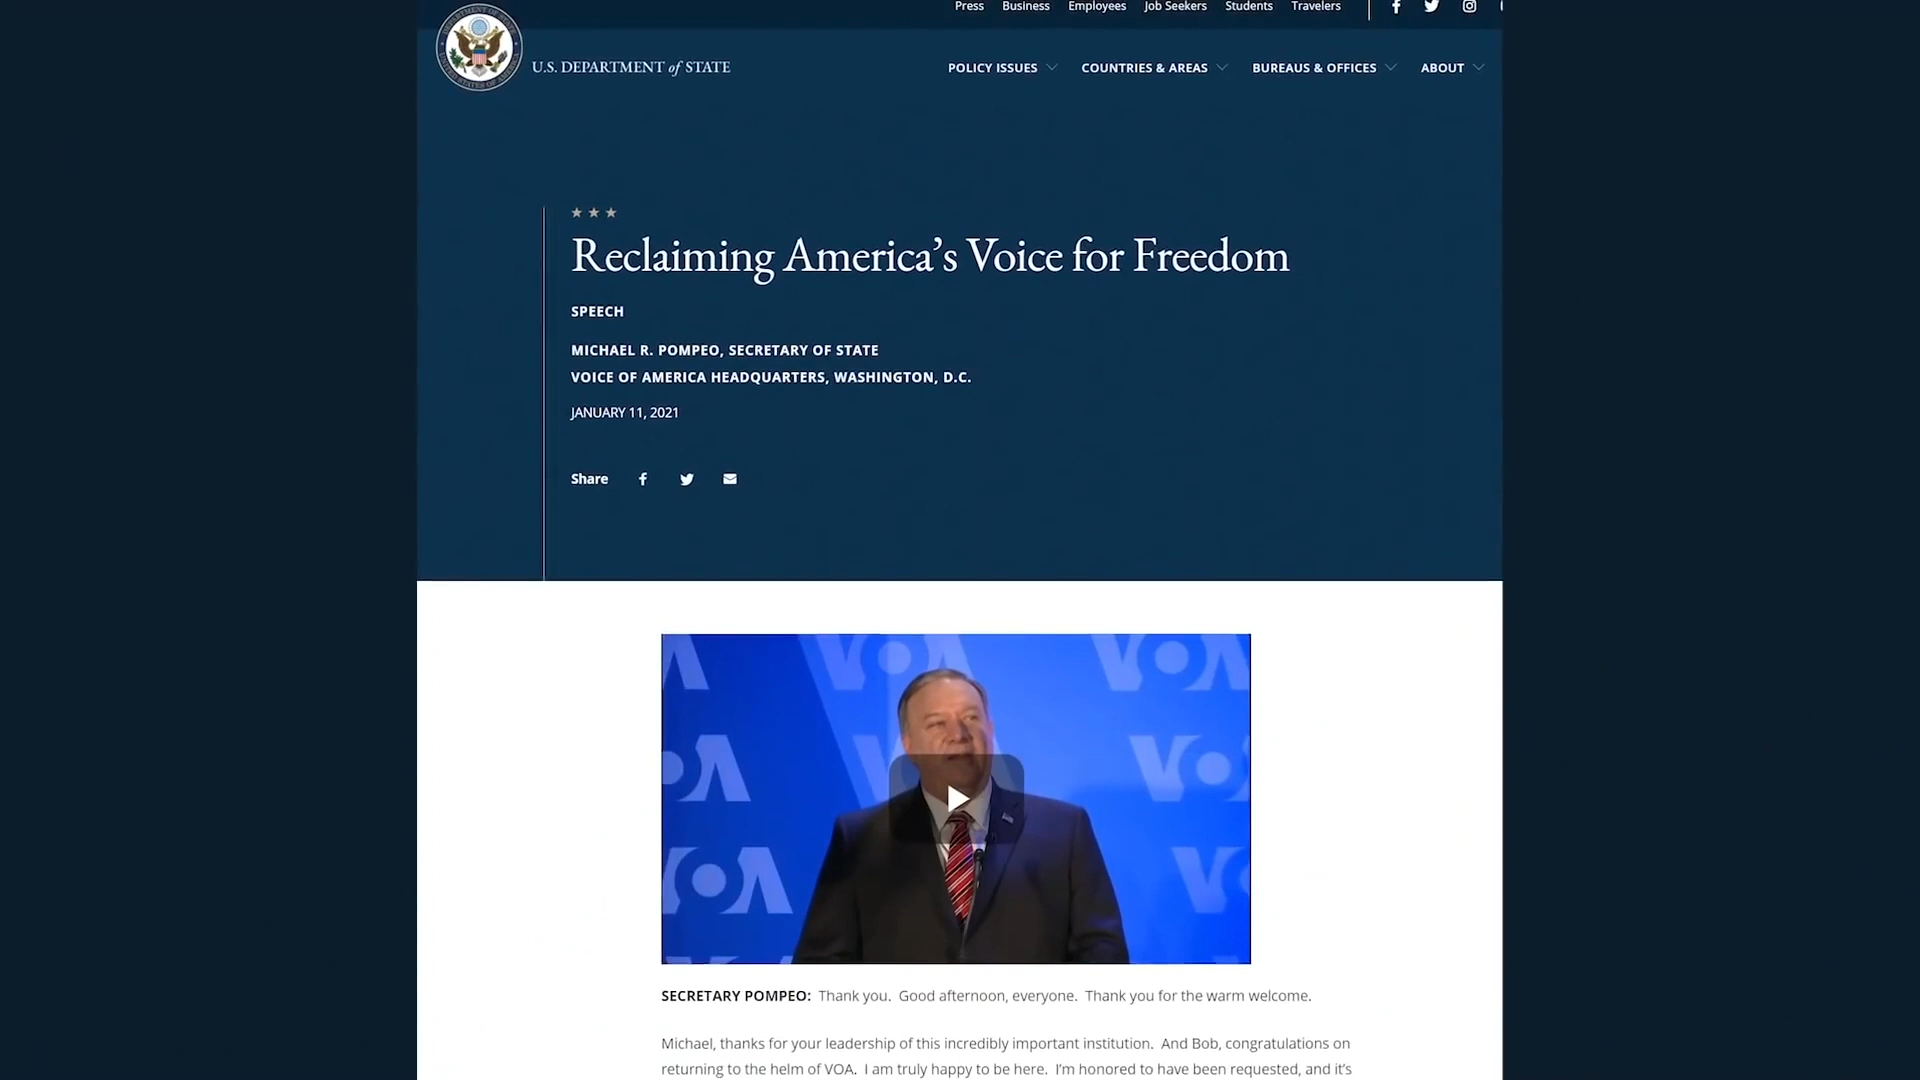 Press Business Employees Job Seekers Students Travelers
U.S. DEPARTMENT of STATE
POLICY ISSUES COUNTRIES & AREAS BUREAUS & OFFICES ABOUT
Reclaiming America’s Voice for Freedom
SPEECH
MICHAEL R. POMPEO, SECRETARY OF STATE
VOICE OF AMERICA HEADQUARTERS, WASHINGTON, D.C.
JANUARY 11, 2021
Share
VOA VOA
VOA
VOA
SECRETARY POMPEO: Thank you. Good afternoon, everyone. Thank you for the warm welcome.
Michael, thanks for your leadership of this incredibly important institution. And Bob, congratulations on
returning to the helm of VOA. I am truly happy to be here. I’m honored to have been requested, and it’s